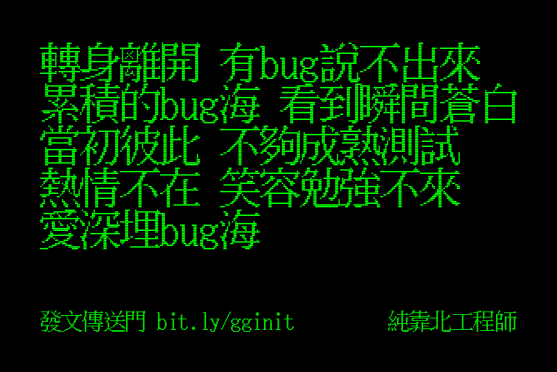 轉身離開 有bug說不出來
累積的bug海 看到瞬間蒼白
當初彼此 不夠成熟測試
熱情不在 笑容勉強不來
愛深埋bug海
發文傳送門 bit.ly/gginit
純靠北工程師